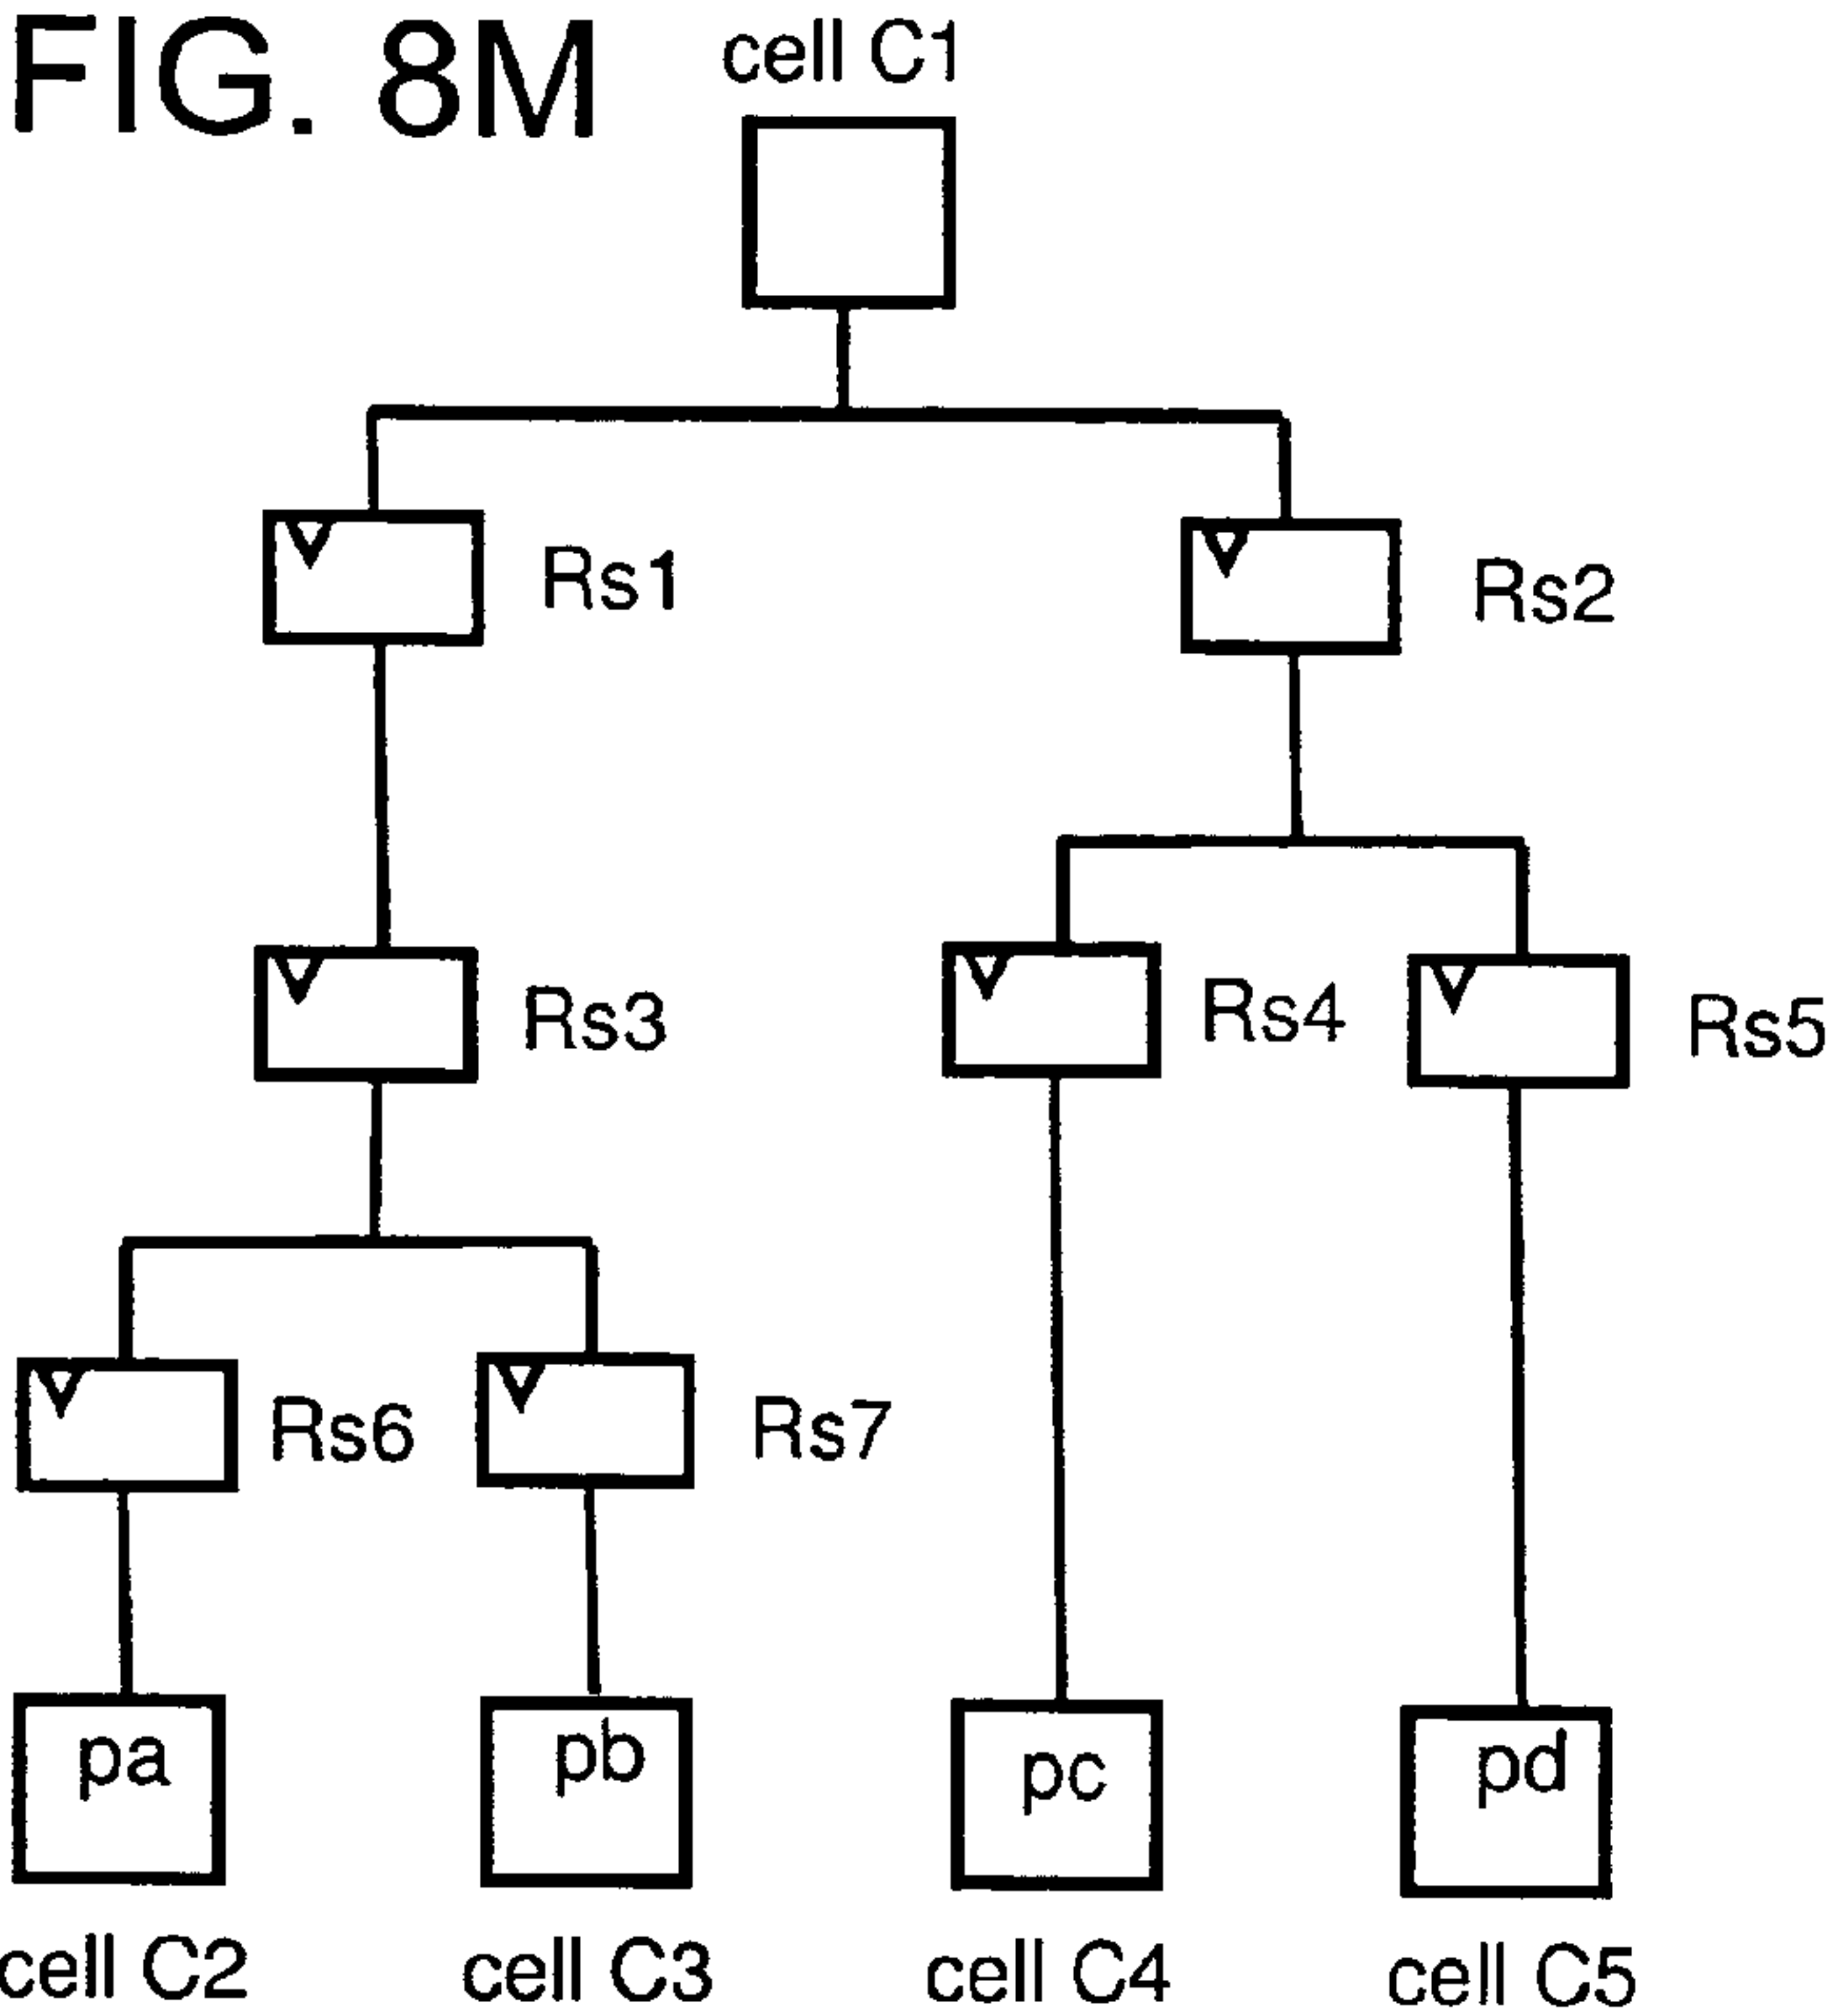 FIG. 8M
cell C1
Rs1
Rs2
Rs3
Rs4
Rs5
Rs6
Rs7
pa
pb
pc
pd
cell C2
cell C3
cell C4
cell C5